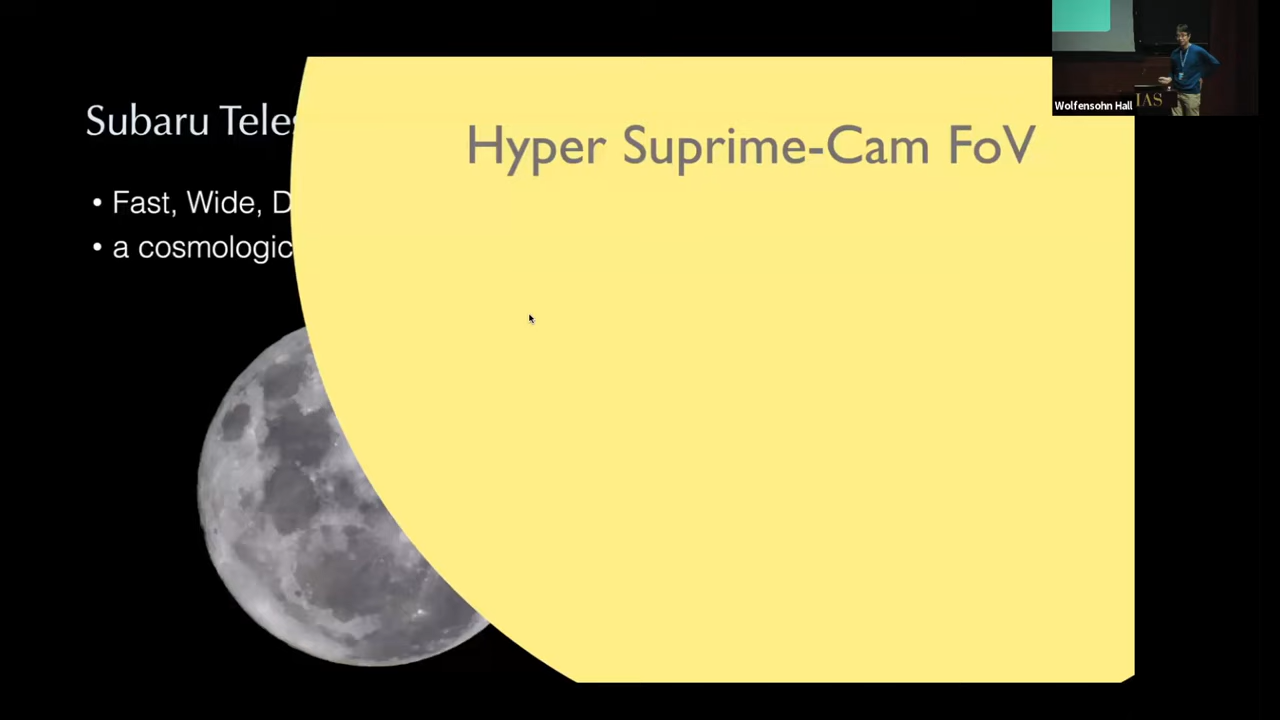 Subaru Teles
Hyper Suprime-Cam FoV
• Fast, Wide, D
• a cosmologic
Wolfensohn Hall
IAS